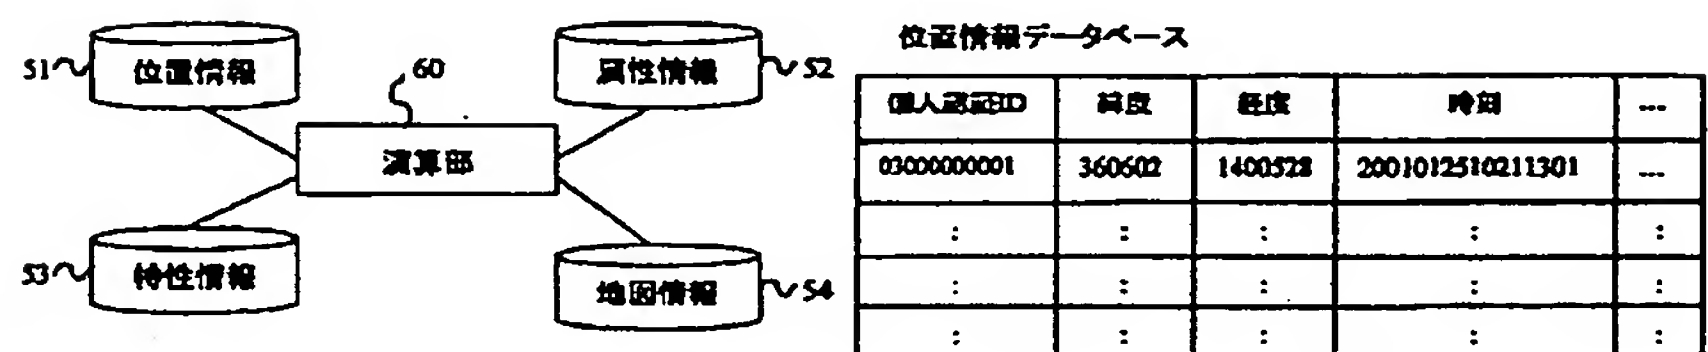 51
位置情報
60
属性情報
52
演算部
53
特性情報
地図情報
54
位置情報データベース
個人認証ID 緯度 経度 時刻 ...
03000000001 360602 1400528 2001012510211301 ...
: : : : :
: : : : :
: : : : :